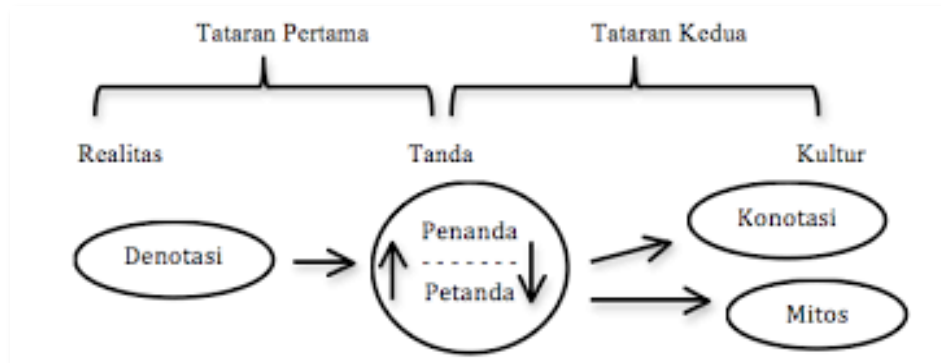 Tataran Pertama Tataran Kedua
Realitas Tanda Kultur
Denotasi
Penanda
Petanda
Konotasi
Mitos